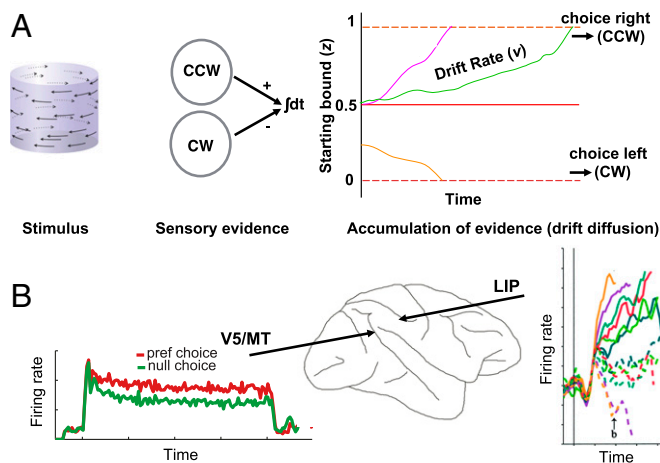 A
CCW
CW
+
-
∫dt
Stimulus
Sensory evidence
Starting bound (z)
1
0.5
0
Drift Rate (v)
Time
choice right
(CCW)
choice left
(CW)
Accumulation of evidence (drift diffusion)
B
V5/MT
LIP
Firing rate
pref choice
null choice
Time
Firing rate
b
Time